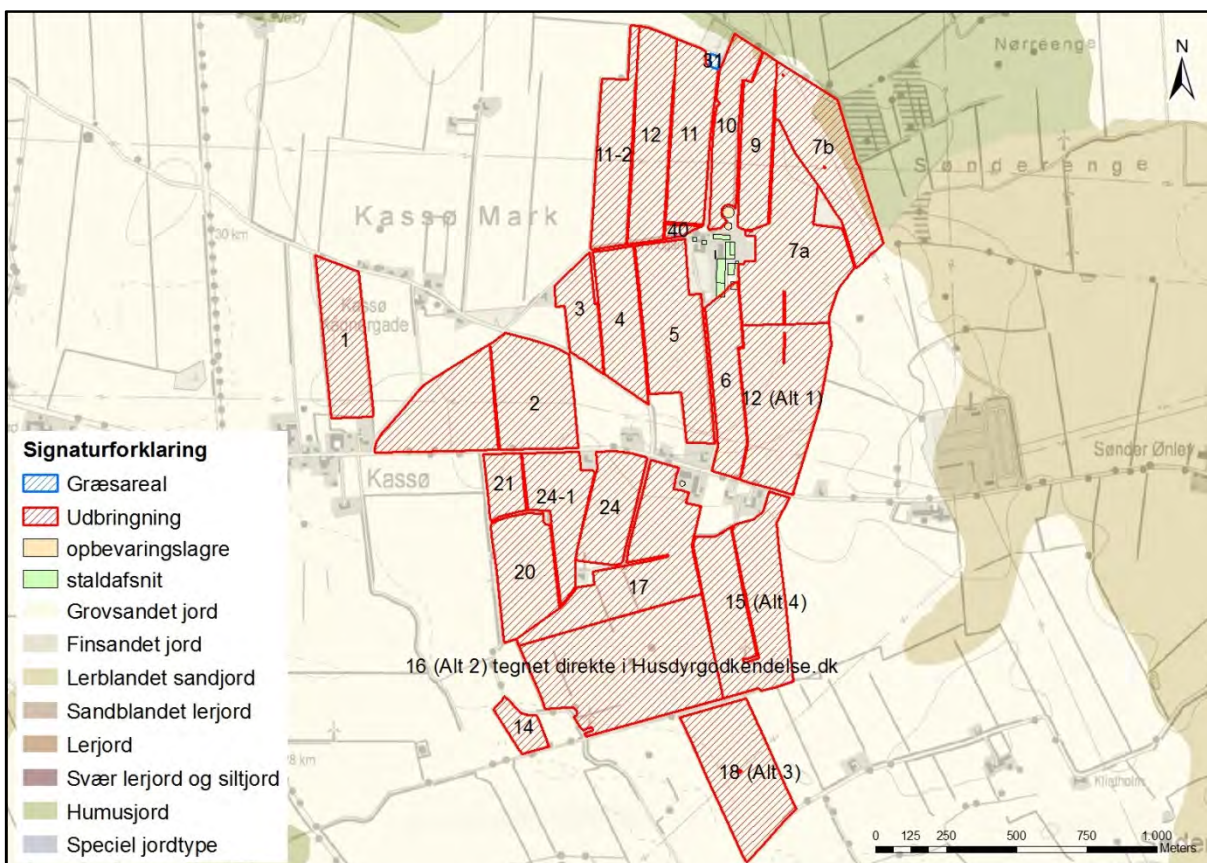 Nørreenge
N
31
12
11
10
9
7b
11-2
Sønderenge
Kassø Mark
40
7a
30 km
Kassø
1
3
4
5
6
12 (Alt 1)
2
Signaturforklaring
Græsareal
Udbringning
opbevaringslagre
staldafsnit
Grovsandet jord
Finsandet jord
Lerblandet sandjord
Sandblandet lerjord
Lerjord
Svær lerjord og siltjord
Humusjord
Speciel jordtype
Kassø
Sønder Ønlev
21
24-1
24
20
17
15 (Alt 4)
16 (Alt 2) tegnet direkte i Husdyrgodkendelse.dk
14
28 km
18 (Alt 3)
0 125 250 500 750 1.000
Meters